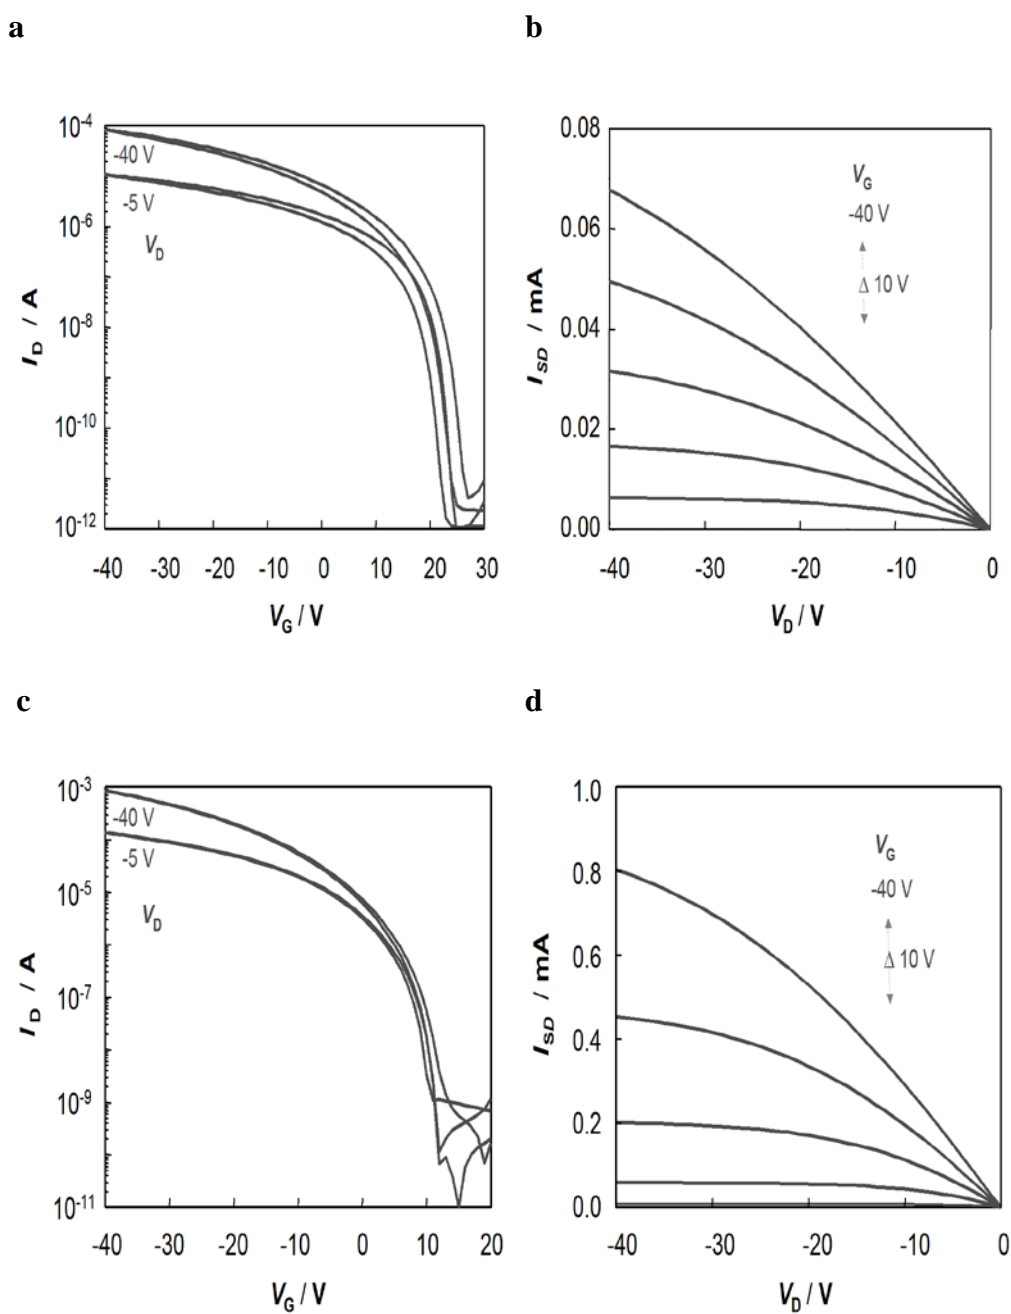 a
10-4
10-6
10-8
10-10
10-12
-40 V
-5 V
VD
ID / A
-40 -30 -20 -10 0 10 20 30
VG / V
b
0.08
0.06
0.04
0.02
0.00
VG
-40 V
Δ 10 V
ISD / mA
-40 -30 -20 -10 0
VD / V
c
10-3
10-5
10-7
10-9
10-11
-40 V
-5 V
VD
ID / A
-40 -30 -20 -10 0 10 20
VG / V
d
1.0
0.8
0.6
0.4
0.2
0.0
VG
-40 V
Δ 10 V
ISD / mA
-40 -30 -20 -10 0
VD / V